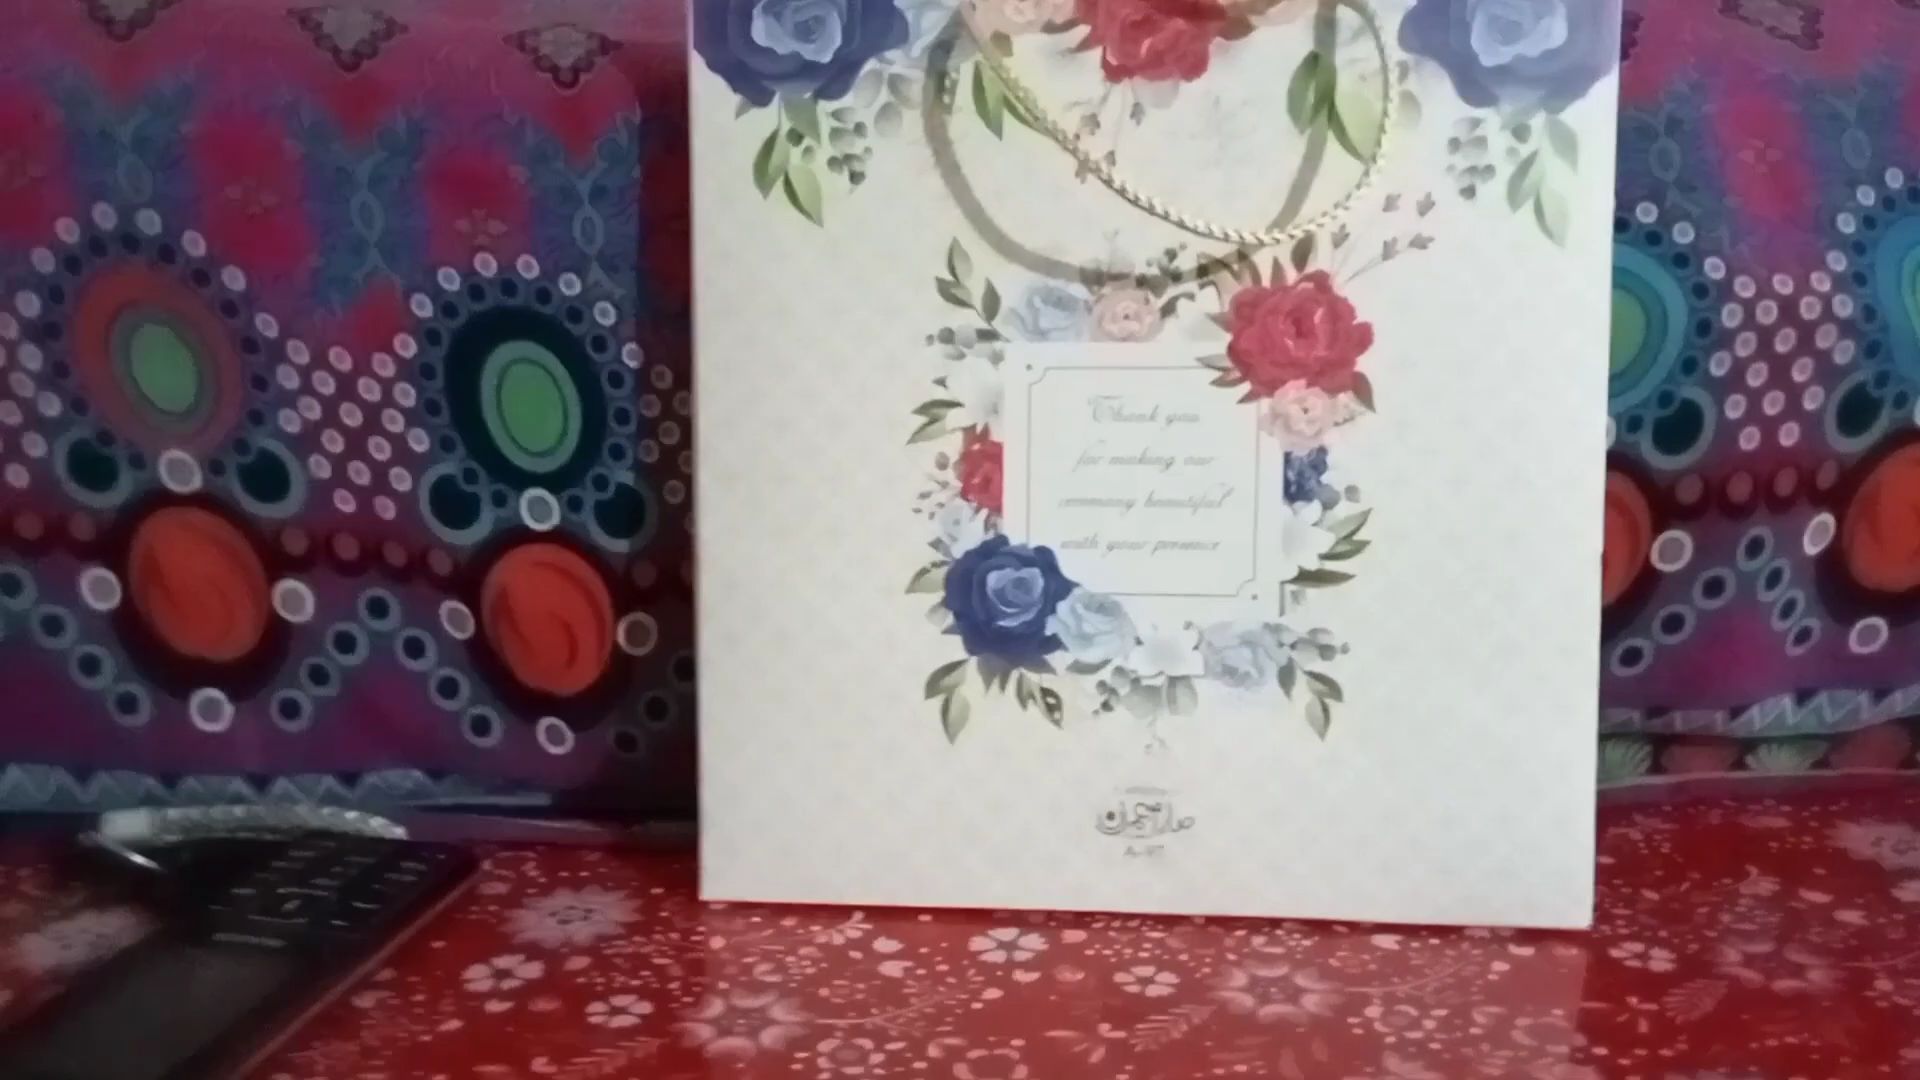 Thank you
for making our
ceremony beautiful
with your presence